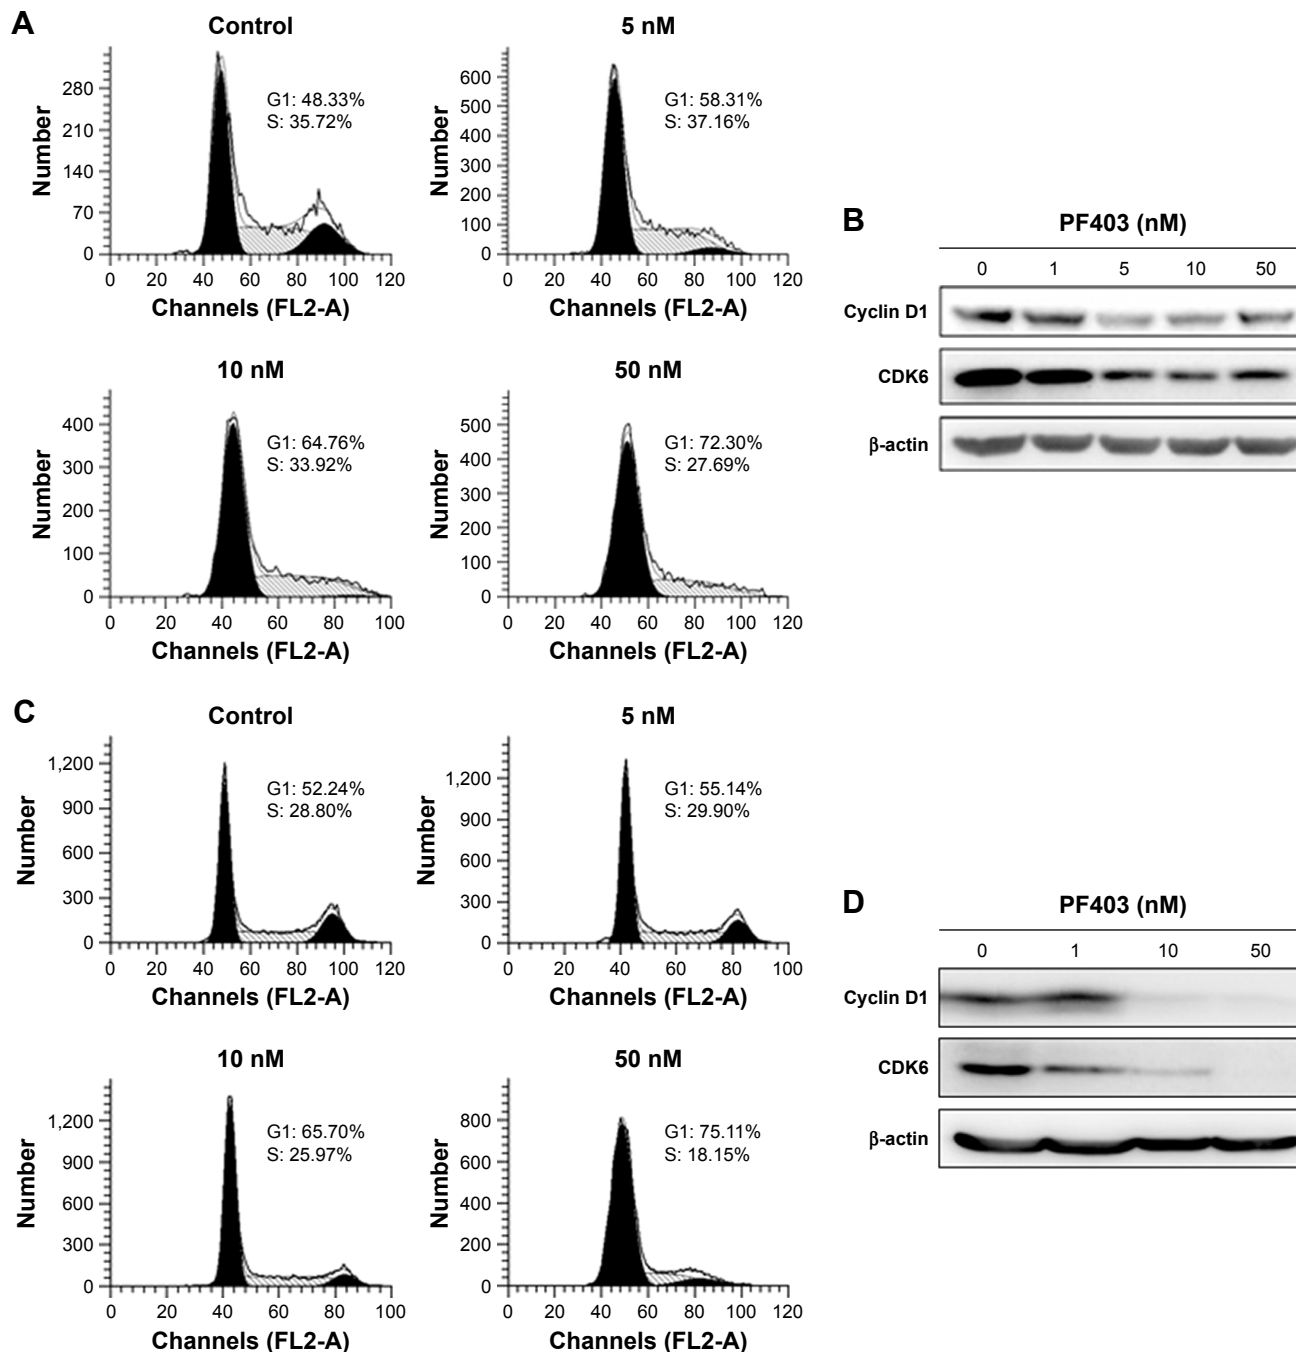 A
Control
G1: 48.33%
S: 35.72%
Number
280
210
140
70
0
0 20 40 60 80 100 120
Channels (FL2-A)
5 nM
G1: 58.31%
S: 37.16%
Number
600
500
400
300
200
100
0
0 20 40 60 80 100 120
Channels (FL2-A)
10 nM
G1: 64.76%
S: 33.92%
Number
400
300
200
100
0
0 20 40 60 80 100
Channels (FL2-A)
50 nM
G1: 72.30%
S: 27.69%
Number
500
400
300
200
100
0
0 20 40 60 80 100 120
Channels (FL2-A)
B
PF403 (nM)
0 1 5 10 50
Cyclin D1
CDK6
β-actin
C
Control
G1: 52.24%
S: 28.80%
Number
1,200
900
600
300
0
0 20 40 60 80 100 120
Channels (FL2-A)
5 nM
G1: 55.14%
S: 29.90%
Number
1,200
900
600
300
0
0 20 40 60 80 100
Channels (FL2-A)
10 nM
G1: 65.70%
S: 25.97%
Number
1,200
900
600
300
0
0 20 40 60 80 100
Channels (FL2-A)
50 nM
G1: 75.11%
S: 18.15%
Number
800
600
400
200
0
0 20 40 60 80 100 120
Channels (FL2-A)
D
PF403 (nM)
0 1 10 50
Cyclin D1
CDK6
β-actin